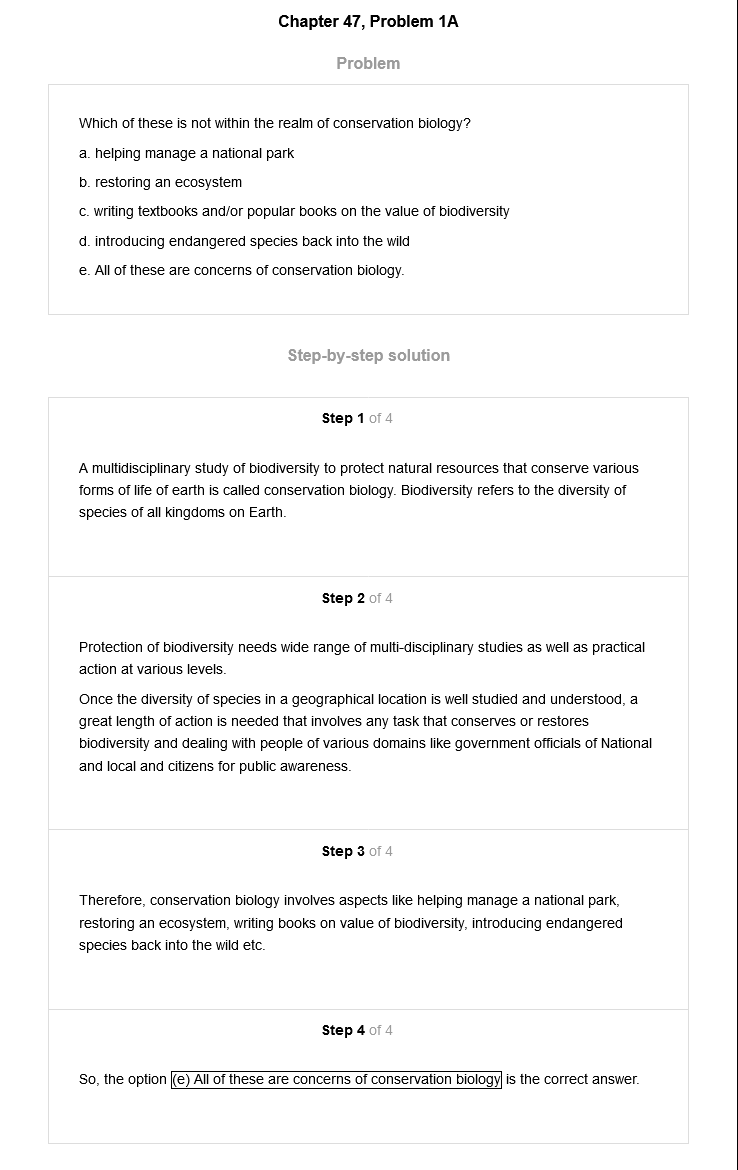 Chapter 47, Problem 1A
Problem
Which of these is not within the realm of conservation biology?
a. helping manage a national park
b. restoring an ecosystem
c. writing textbooks and/or popular books on the value of biodiversity
d. introducing endangered species back into the wild
e. All of these are concerns of conservation biology.
Step-by-step solution
Step 1 of 4
A multidisciplinary study of biodiversity to protect natural resources that conserve various
forms of life of earth is called conservation biology. Biodiversity refers to the diversity of
species of all kingdoms on Earth.
Step 2 of 4
Protection of biodiversity needs wide range of multi-disciplinary studies as well as practical
action at various levels.
Once the diversity of species in a geographical location is well studied and understood, a
great length of action is needed that involves any task that conserves or restores
biodiversity and dealing with people of various domains like government officials of National
and local and citizens for public awareness.
Step 3 of 4
Therefore, conservation biology involves aspects like helping manage a national park,
restoring an ecosystem, writing books on value of biodiversity, introducing endangered
species back into the wild etc.
Step 4 of 4
So, the option (e) All of these are concerns of conservation biology is the correct answer.